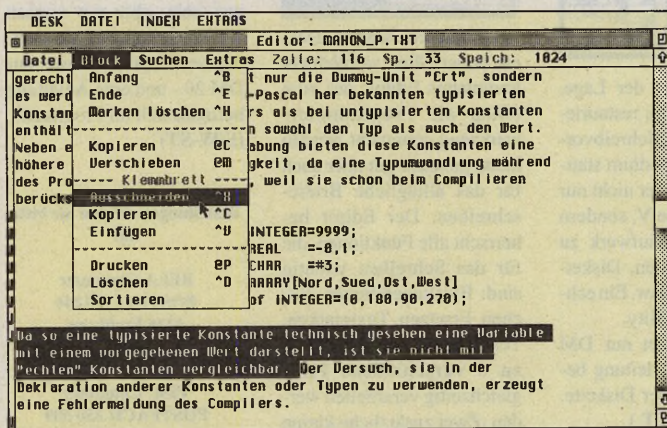 DESK DATEI INDEX EXTRAS
Editor: MAXON_P.TXT
Datei Block Suchen Extras Zeile: 116 Sp.: 33 Speich: 1024
gerecht
es werd
Konstan
enthält
Neben e
höhere
des Pro
berücks
Anfang ^B
Ende
Marken löschen ^H
Kopieren @C
Verschieben @M
Klemmbrett
Ausschneiden ^X
Kopieren
Einfügen ^V
Drucken @P
Löschen ^D
Sortieren
T nur die Dummy-Unit "Crt", sondern
-Pascal her bekannten typisierten
rs als bei untypisierten Konstanten
n sowohl den Typ als auch den Wert.
abung bieten diese Konstanten eine
gkeit, da eine Typumwandlung während
, weil sie schon beim Compilieren
INTEGER=9999;
REAL =-0.1;
CHAR =#3;
ARRAY[Nord,Sued,Ost,West]
of INTEGER=(0,180,90,270);
Da so eine typisierte Konstante technisch gesehen eine Variable
mit einem vorgegebenen Wert darstellt, ist sie nicht mit
"echten" Konstanten vergleichbar. Der Versuch, sie in der
Deklaration anderer Konstanten oder Typen zu verwenden, erzeugt
eine Fehlermeldung des Compilers.